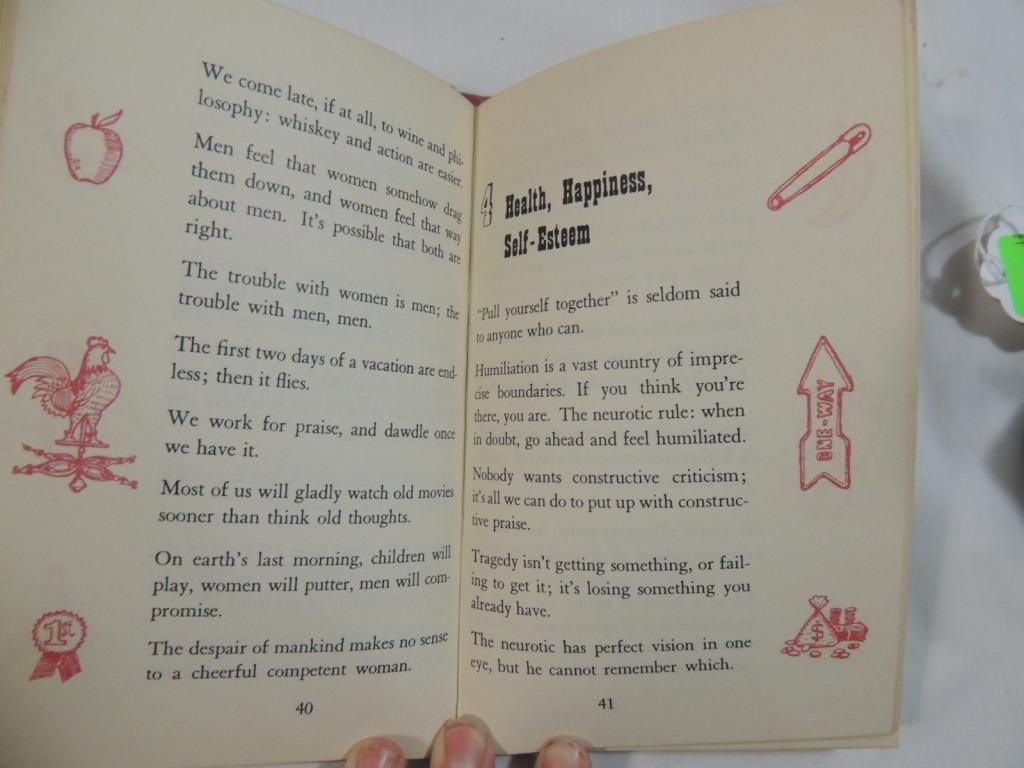 We come late, if at all, to wine and phi-
losophy: whiskey and action are easier.
Men feel that women somehow drag
them down, and women feel that way
about men. It's possible that both are
right.
The trouble with women is men; the
trouble with men, men.
The first two days of a vacation are end-
less; then it flies.
We work for praise, and dawdle once
we have it.
Most of us will gladly watch old movies
sooner than think old thoughts.
On earth's last morning, children will
play, women will putter, men will com-
promise.
The despair of mankind makes no sense
to a cheerful competent woman.
1st
40
4 Health, Happiness,
Self-Esteem
"Pull yourself together" is seldom said
to anyone who can.
Humiliation is a vast country of impre-
cise boundaries. If you think you're
there, you are. The neurotic rule: when
in doubt, go ahead and feel humiliated.
Nobody wants constructive criticism;
it's all we can do to put up with construc-
tive praise.
Tragedy isn't getting something, or fail-
ing to get it; it's losing something you
already have.
The neurotic has perfect vision in one
eye, but he cannot remember which.
ONE-WAY
$
41